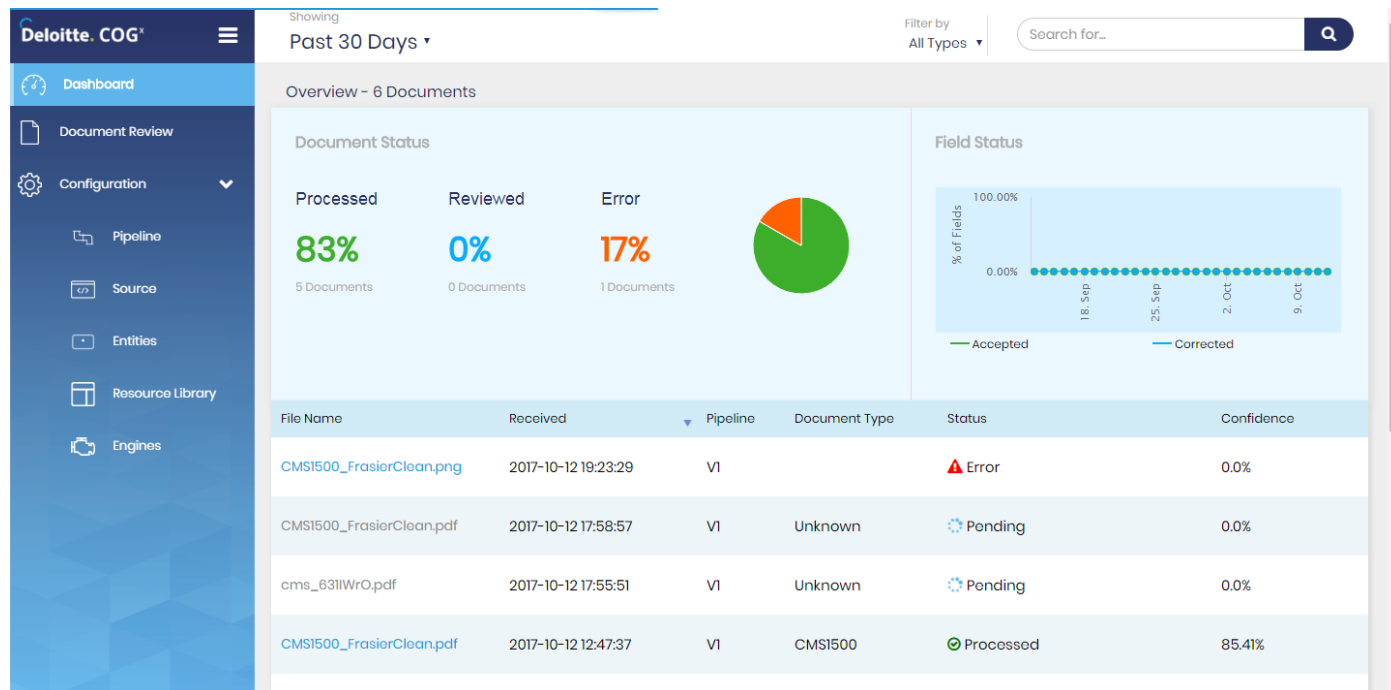 Deloitte. COGx
Dashboard
Document Review
Configuration
Pipeline
Source
Entities
Resource Library
Engines
Showing
Past 30 Days
Filter by
All Types
Search for...
Overview - 6 Documents
Document Status
Processed Reviewed Error
83% 0% 17%
5 Documents 0 Documents 1 Documents
Field Status
% of Fields
100.00%
0.00%
18. Sep 25. Sep 2. Oct 9. Oct
Accepted Corrected
File Name Received Pipeline Document Type Status Confidence
CMS1500_FrasierClean.png 2017-10-12 19:23:29 V1 Error 0.0%
CMS1500_FrasierClean.pdf 2017-10-12 17:58:57 V1 Unknown Pending 0.0%
cms_631IWrO.pdf 2017-10-12 17:55:51 V1 Unknown Pending 0.0%
CMS1500_FrasierClean.pdf 2017-10-12 12:47:37 V1 CMS1500 Processed 85.41%